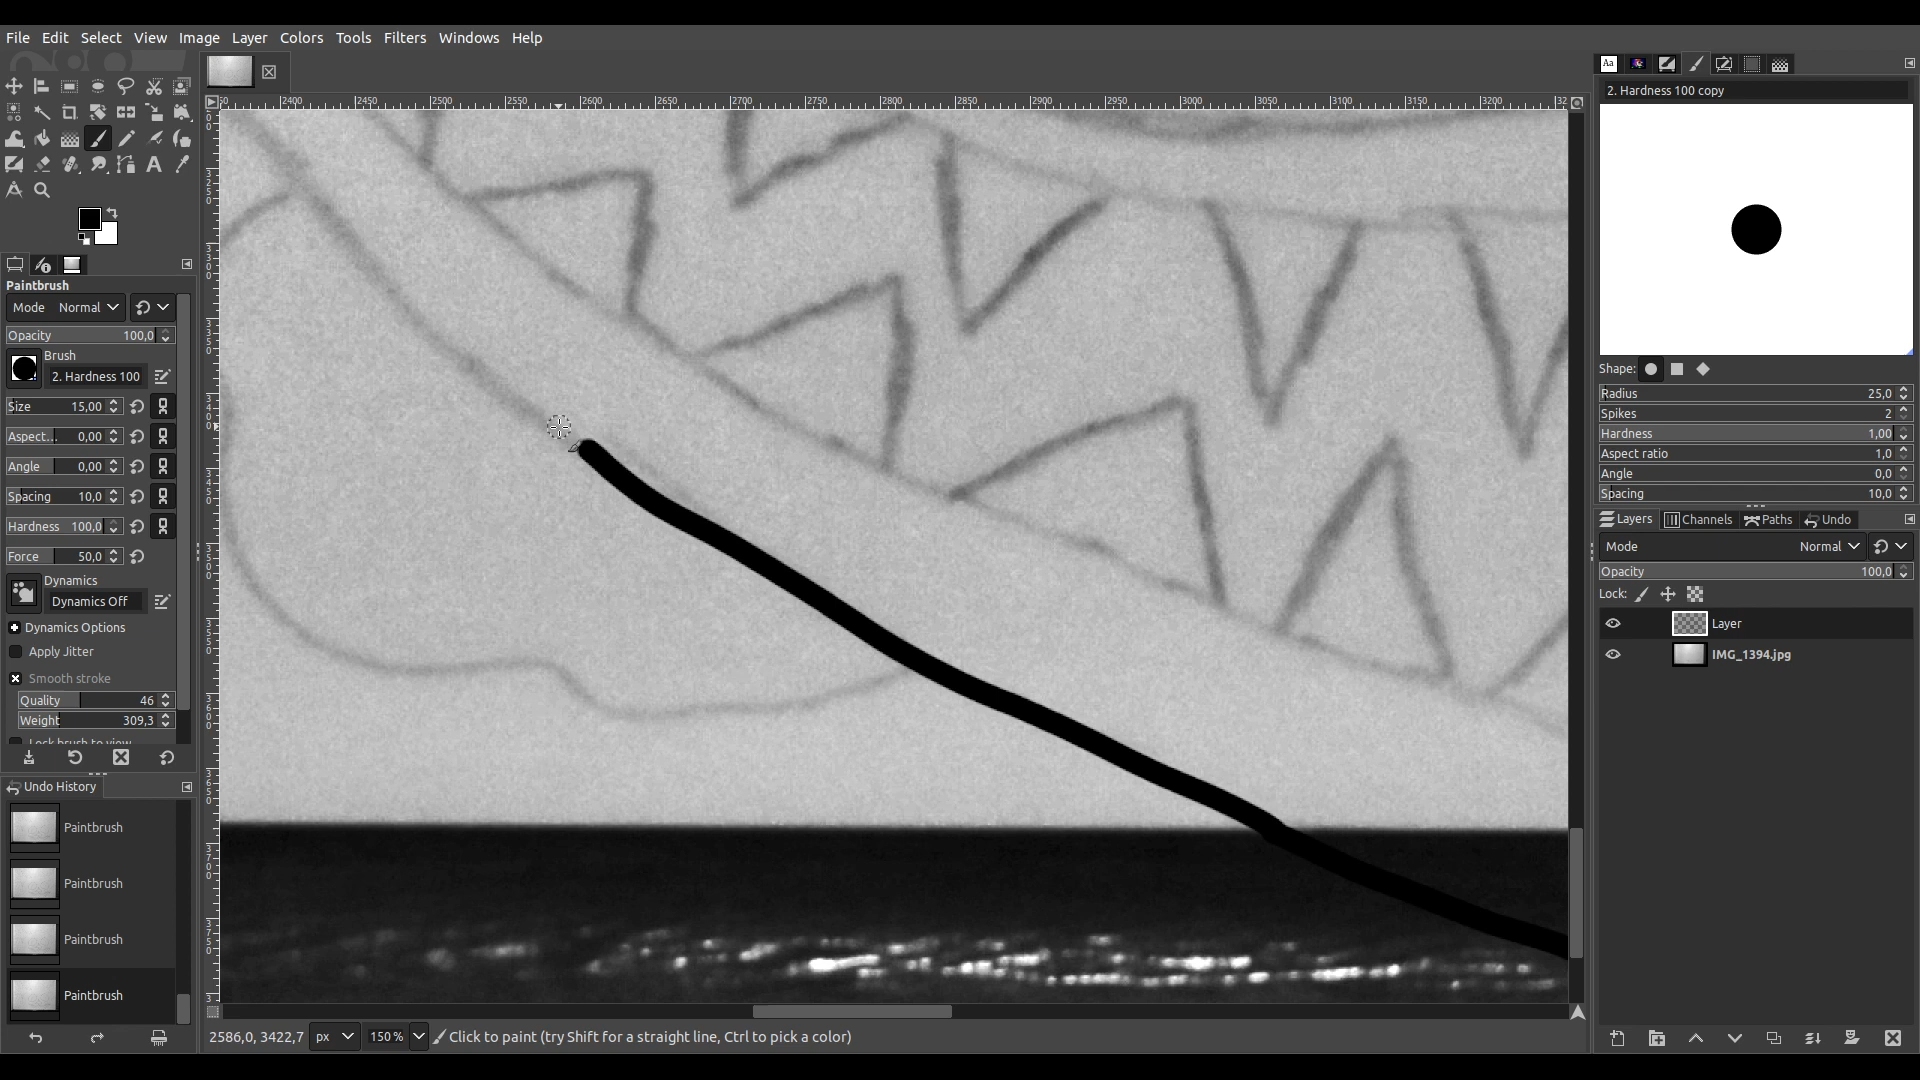 File Edit Select View Image Layer Colors Tools Filters Windows Help
2400 2450 2500 2550 2600 2650 2700 2750 2800 2850 2900 2950 3000 3050 3100 3150 3200
Paintbrush
Mode Normal
Opacity 100,0
Brush
2. Hardness 100
Size 15,00
Aspect... 0,00
Angle 0,00
Spacing 10,0
Hardness 100,0
Force 50,0
Dynamics
Dynamics Off
Dynamics Options
Apply Jitter
Smooth stroke
Quality 46
Weight 309,3
Lock brush to view
Undo History
Paintbrush
Paintbrush
Paintbrush
Paintbrush
2586,0, 3422,7 px 150 % Click to paint (try Shift for a straight line, Ctrl to pick a color)
Aa
2. Hardness 100 copy
Shape:
Radius 25,0
Spikes 2
Hardness 1,00
Aspect ratio 1,0
Angle 0,0
Spacing 10,0
Layers Channels Paths Undo
Mode Normal
Opacity 100,0
Lock:
Layer
IMG_1394.jpg